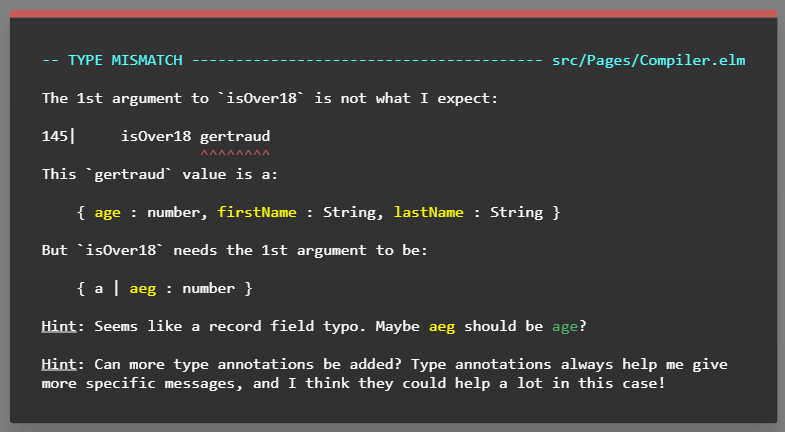 -- TYPE MISMATCH ---------------------------------------- src/Pages/Compiler.elm
The 1st argument to `isOver18` is not what I expect:
145|     isOver18 gertraud
^^^^^^^^
This `gertraud` value is a:
{ age : number, firstName : String, lastName : String }
But `isOver18` needs the 1st argument to be:
{ a | aeg : number }
Hint: Seems like a record field typo. Maybe aeg should be age?
Hint: Can more type annotations be added? Type annotations always help me give
more specific messages, and I think they could help a lot in this case!